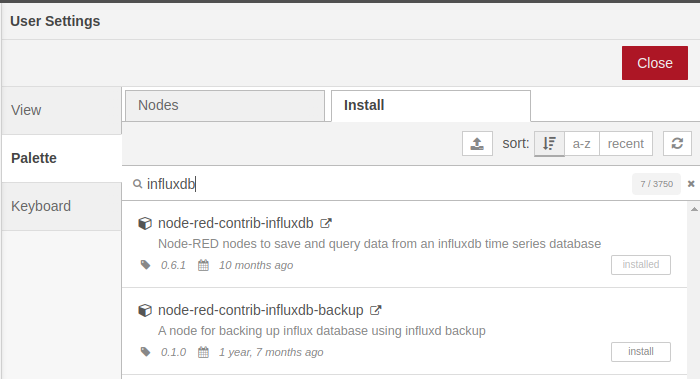 User Settings
Close
View
Palette
Keyboard
Nodes
Install
sort: a-z recent
influxdb
7 / 3750
node-red-contrib-influxdb
Node-RED nodes to save and query data from an influxdb time series database
0.6.1 10 months ago
installed
node-red-contrib-influxdb-backup
A node for backing up influx database using influxd backup
0.1.0 1 year, 7 months ago
install